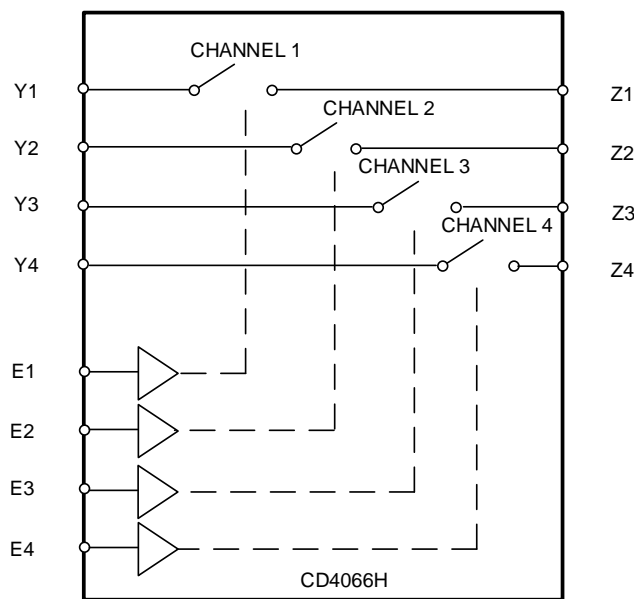 CHANNEL 1
Y1
Z1
CHANNEL 2
Y2
Z2
CHANNEL 3
Y3
Z3
CHANNEL 4
Y4
Z4
E1
E2
E3
E4
CD4066H